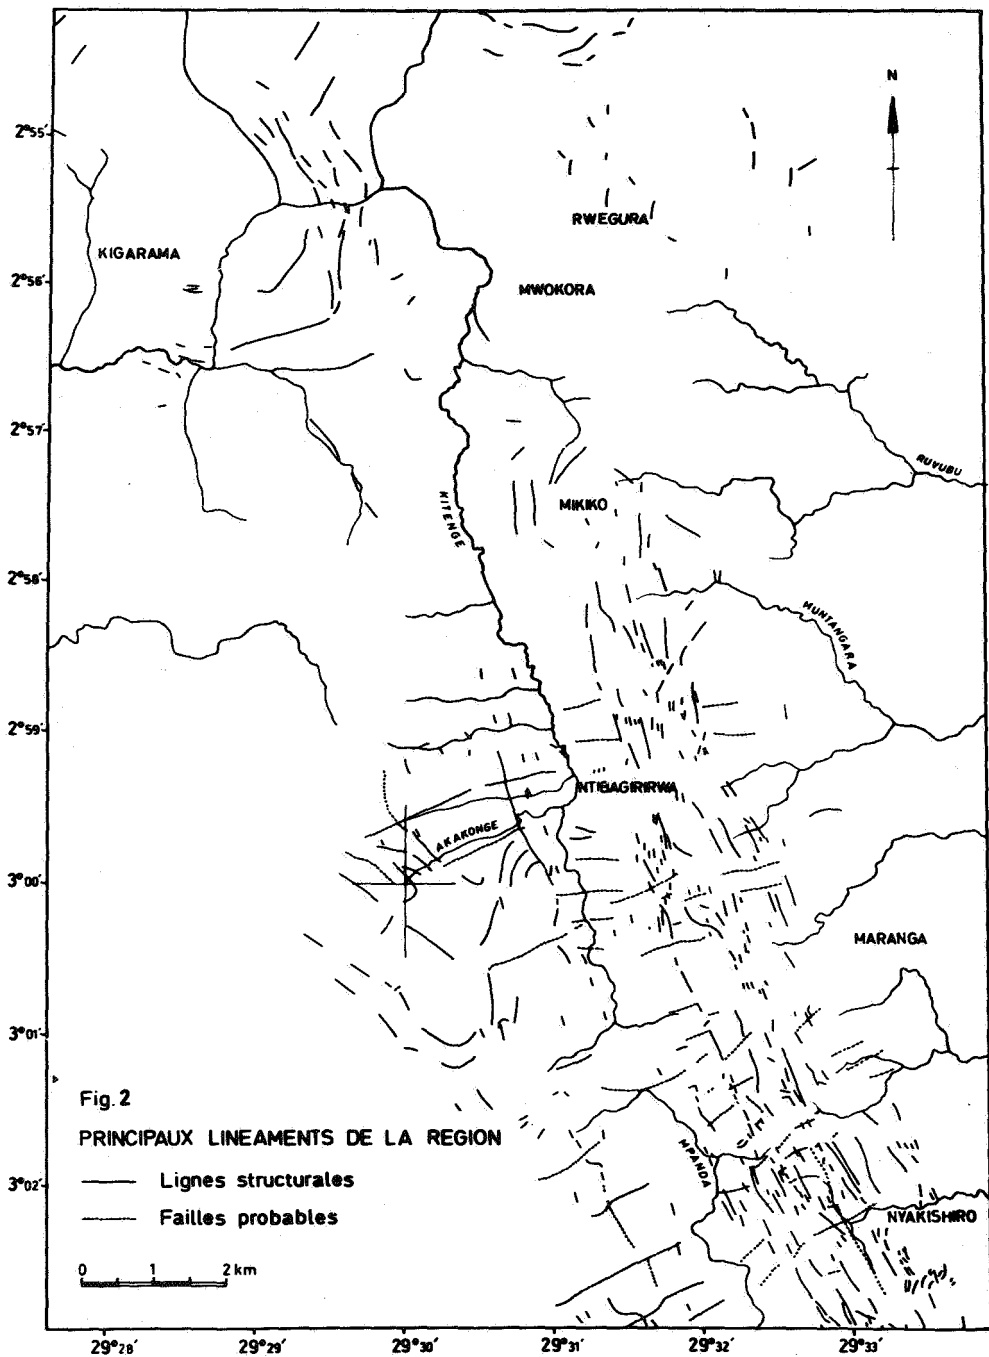 N
2°55'
RWEGURA
KIGARAMA
2°56'
MWOKORA
2°57'
RUVUBU
KITENGE
MIKIKO
2°58'
MUNTANGARA
2°59'
NTIBAGIRIRWA
AKAKONGE
3°00'
MARANGA
3°01'
Fig. 2
PRINCIPAUX LINEAMENTS DE LA REGION
Lignes structurales
Failles probables
0 1 2 km
MPANDA
3°02'
NYAKISHIRO
29°28' 29°29' 29°30' 29°31' 29°32' 29°33'